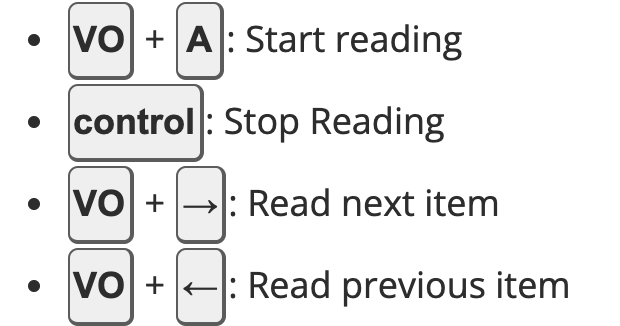 • VO + A : Start reading
• control : Stop Reading
• VO + → : Read next item
• VO + ← : Read previous item